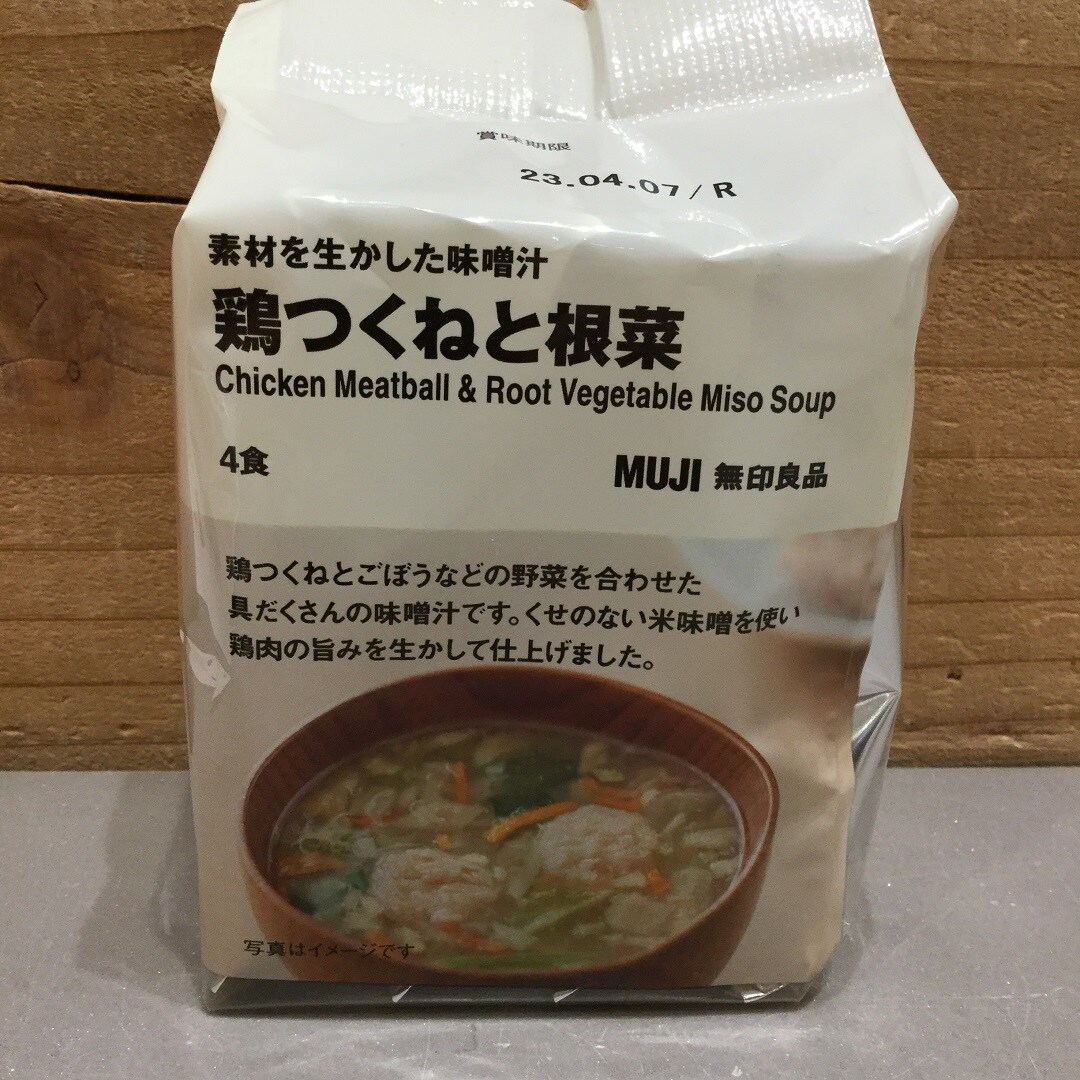 賞味期限
23.04.07/R
素材を生かした味噌汁
鶏つくねと根菜
Chicken Meatball & Root Vegetable Miso Soup
4食
MUJI 無印良品
鶏つくねとごぼうなどの野菜を合わせた
具だくさんの味噌汁です。くせのない米味噌を使い
鶏肉の旨みを生かして仕上げました。
写真はイメージです